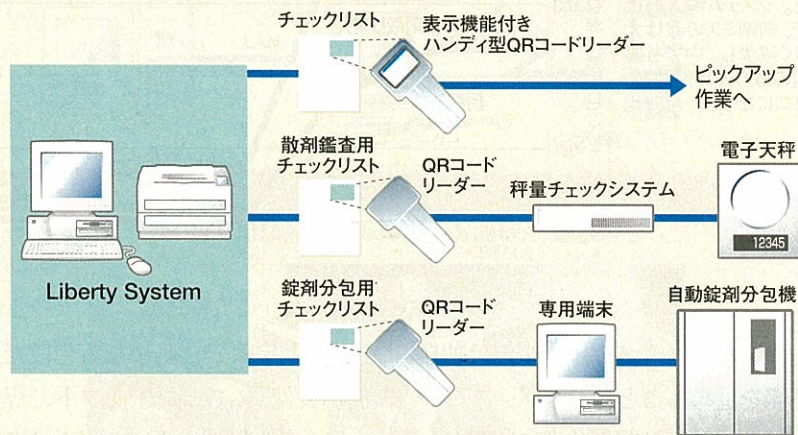 チェックリスト
表示機能付き
ハンディ型QRコードリーダー
ピックアップ
作業へ
散剤鑑査用
チェックリスト
QRコード
リーダー
秤量チェックシステム
電子天秤
12345
Liberty System
錠剤分包用
チェックリスト
QRコード
リーダー
専用端末
自動錠剤分包機